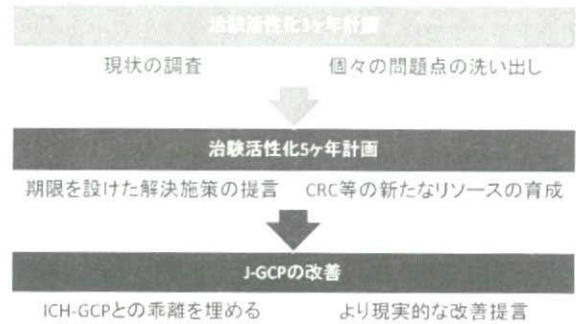 治験活性化3ヶ年計画
現状の調査 個々の問題点の洗い出し
治験活性化5ヶ年計画
期限を設けた解決施策の提言 CRC等の新たなリソースの育成
J-GCPの改善
ICH-GCPとの乖離を埋める より現実的な改善提言